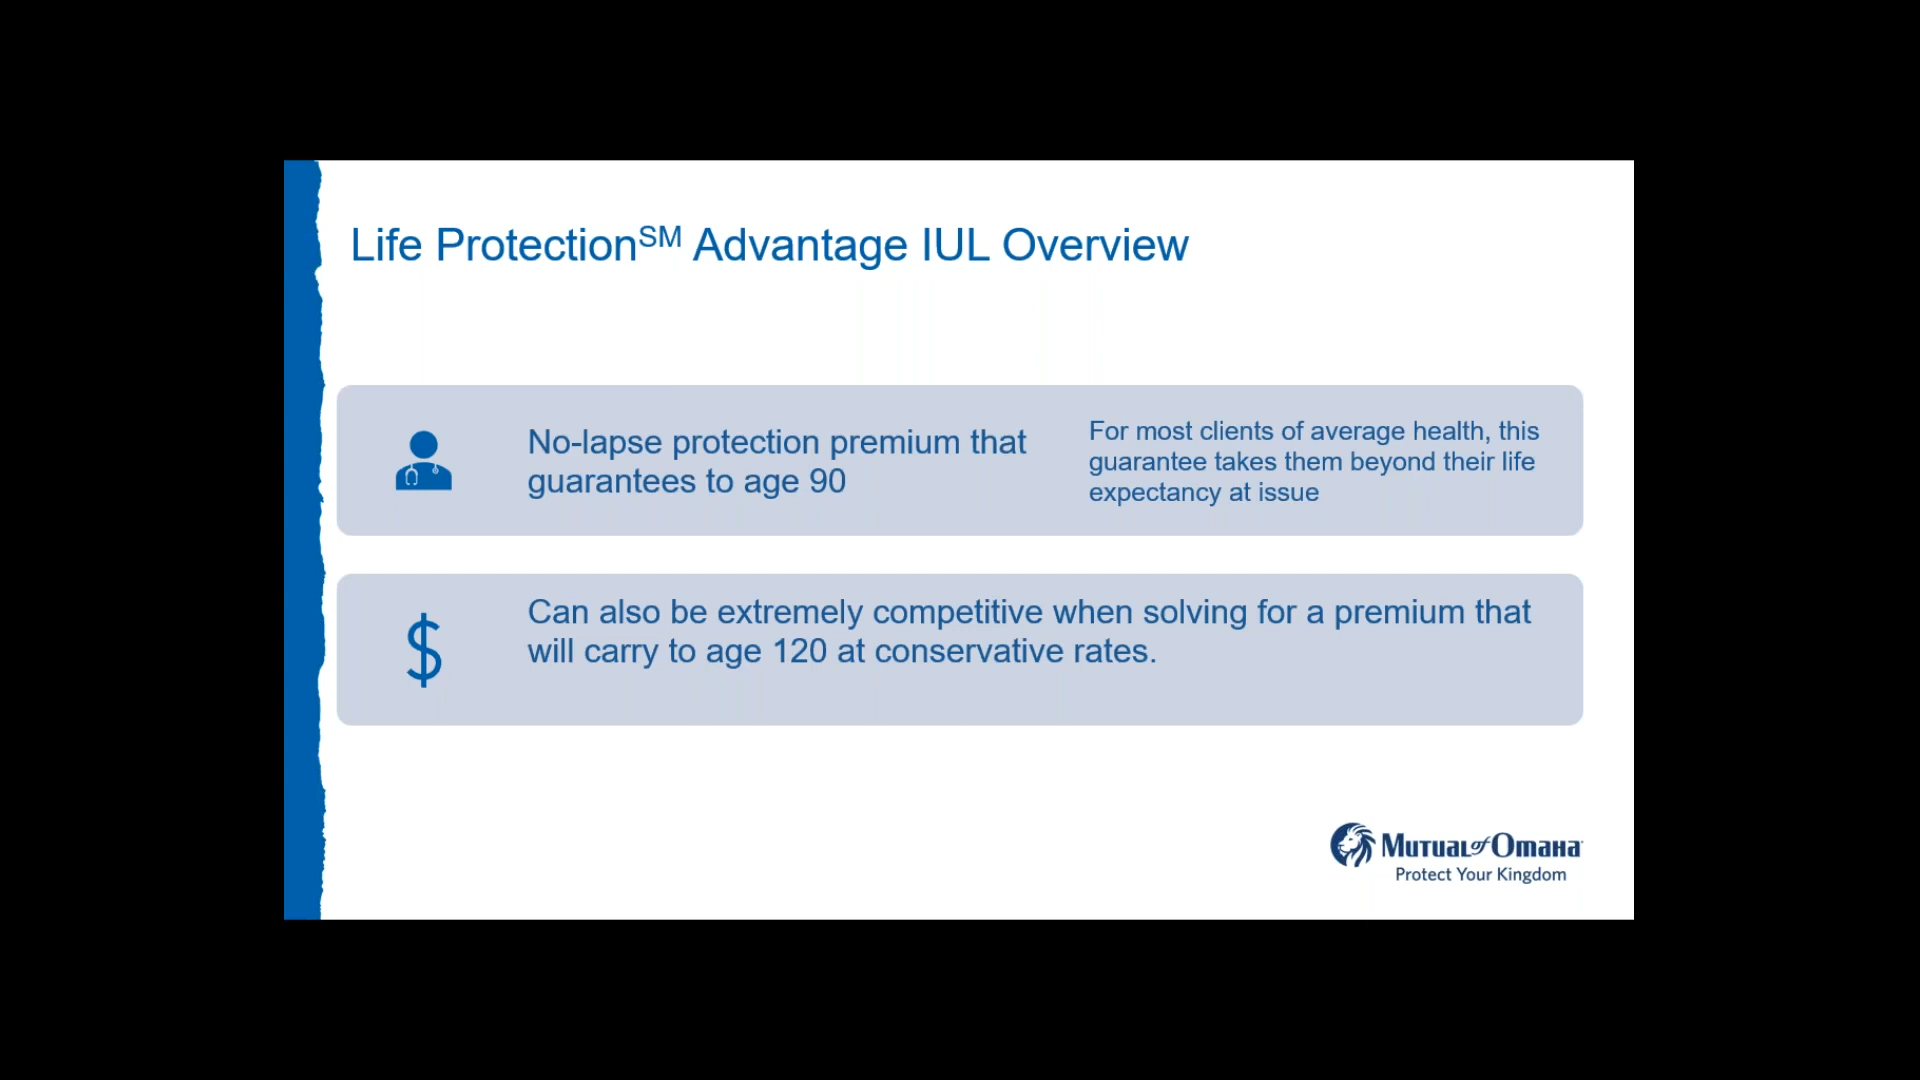 Life Protection℠ Advantage IUL Overview
No-lapse protection premium that
guarantees to age 90
For most clients of average health, this
guarantee takes them beyond their life
expectancy at issue
$
Can also be extremely competitive when solving for a premium that
will carry to age 120 at conservative rates.
Mutual of Omaha
Protect Your Kingdom